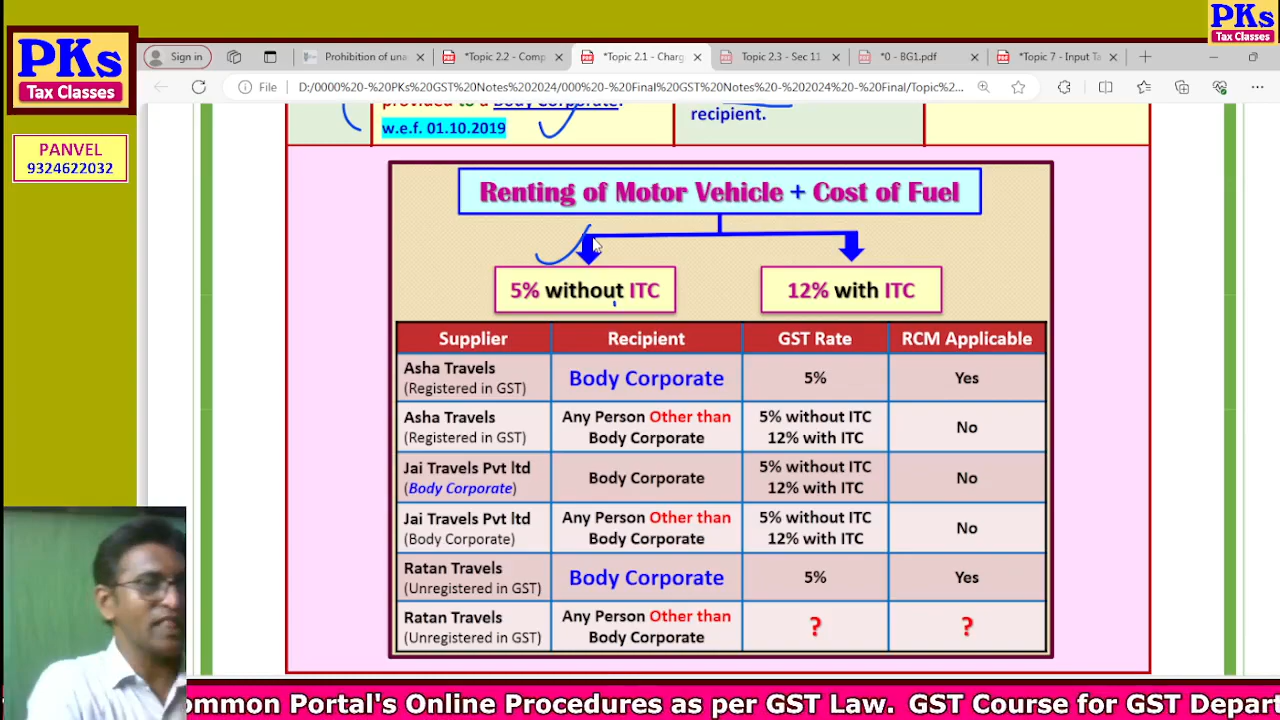 PKs
Tax Classes
PKs
Tax Classes
PANVEL
9324622032
Sign in
Prohibition of una
*Topic 2.2 - Comp
*Topic 2.1 - Charg
Topic 2.3 - Sec 11
*0 - BG1.pdf
*Topic 7 - Input Ta
File
D:/0000%20-%20PKs%20GST%20Notes%202024/000%20-%20Final%20GST%20Notes%20%202024%20-%20Final/Topic%2...
provided to a Body Corporate.
w.e.f. 01.10.2019
recipient.
Renting of Motor Vehicle + Cost of Fuel
5% without ITC
12% with ITC
Supplier Recipient GST Rate RCM Applicable
Asha Travels
(Registered in GST)
Body Corporate
5%
Yes
Asha Travels
(Registered in GST)
Any Person Other than
Body Corporate
5% without ITC
12% with ITC
No
Jai Travels Pvt ltd
(Body Corporate)
Body Corporate
5% without ITC
12% with ITC
No
Jai Travels Pvt ltd
(Body Corporate)
Any Person Other than
Body Corporate
5% without ITC
12% with ITC
No
Ratan Travels
(Unregistered in GST)
Body Corporate
5%
Yes
Ratan Travels
(Unregistered in GST)
Any Person Other than
Body Corporate
?
?
ommon Portal's Online Procedures as per GST Law. GST Course for GST Depar